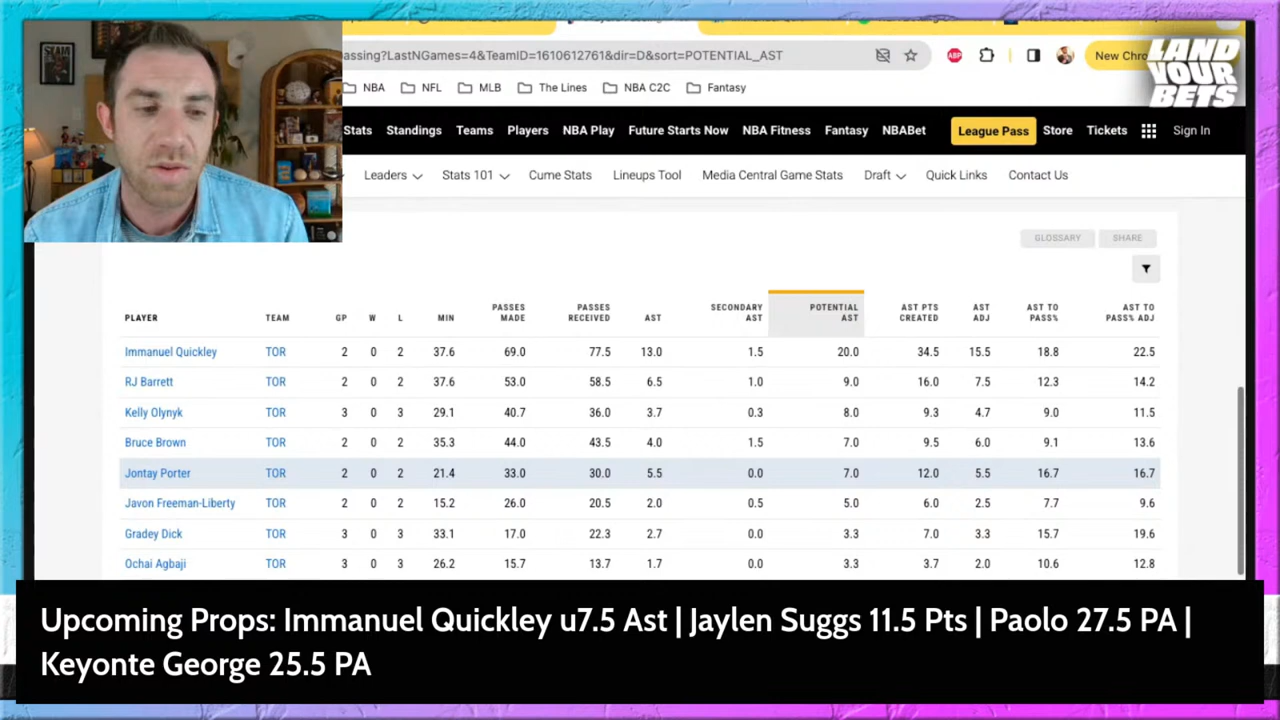 SLAM
assing?LastNGames=4&TeamID=1610612761&dir=D&sort=POTENTIAL_AST
ABP
New Chro
LAND
YOUR
BETS
NBA NFL MLB The Lines NBA C2C Fantasy
Stats Standings Teams Players NBA Play Future Starts Now NBA Fitness Fantasy NBABet League Pass Store Tickets Sign In
Leaders Stats 101 Cume Stats Lineups Tool Media Central Game Stats Draft Quick Links Contact Us
GLOSSARY SHARE
PLAYER TEAM GP W L MIN PASSES MADE PASSES RECEIVED AST SECONDARY AST POTENTIAL AST AST PTS CREATED AST ADJ AST TO PASS% AST TO PASS% ADJ
Immanuel Quickley TOR 2 0 2 37.6 69.0 77.5 13.0 1.5 20.0 34.5 15.5 18.8 22.5
RJ Barrett TOR 2 0 2 37.6 53.0 58.5 6.5 1.0 9.0 16.0 7.5 12.3 14.2
Kelly Olynyk TOR 3 0 3 29.1 40.7 36.0 3.7 0.3 8.0 9.3 4.7 9.0 11.5
Bruce Brown TOR 2 0 2 35.3 44.0 43.5 4.0 1.5 7.0 9.5 6.0 9.1 13.6
Jontay Porter TOR 2 0 2 21.4 33.0 30.0 5.5 0.0 7.0 12.0 5.5 16.7 16.7
Javon Freeman-Liberty TOR 2 0 2 15.2 26.0 20.5 2.0 0.5 5.0 6.0 2.5 7.7 9.6
Gradey Dick TOR 3 0 3 33.1 17.0 22.3 2.7 0.0 3.3 7.0 3.3 15.7 19.6
Ochai Agbaji TOR 3 0 3 26.2 15.7 13.7 1.7 0.0 3.3 3.7 2.0 10.6 12.8
Upcoming Props: Immanuel Quickley u7.5 Ast | Jaylen Suggs 11.5 Pts | Paolo 27.5 PA |
Keyonte George 25.5 PA